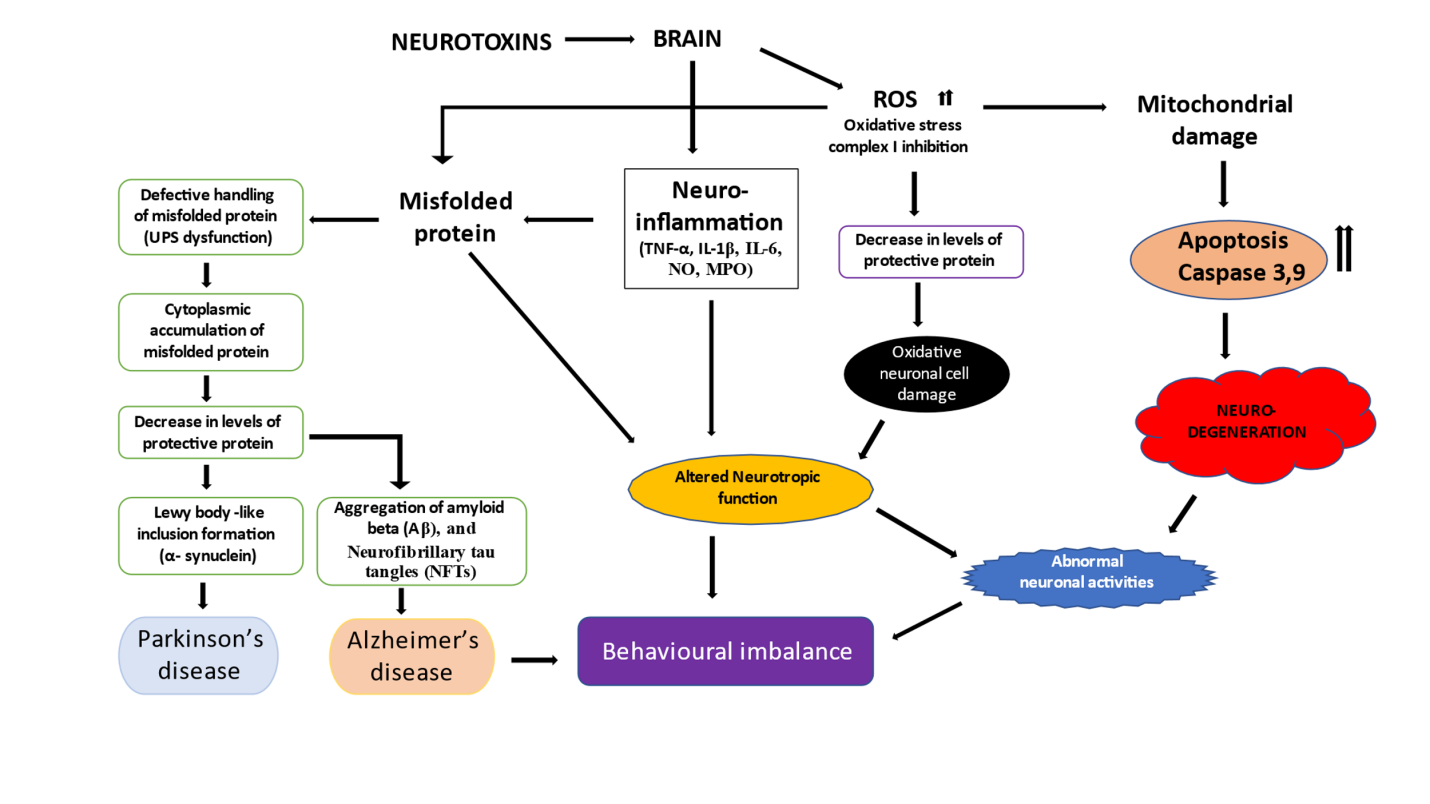 NEUROTOXINS
BRAIN
ROS
Oxidative stress
complex I inhibition
Mitochondrial
damage
Defective handling
of misfolded protein
(UPS dysfunction)
Misfolded
protein
Neuro-
inflammation
(TNF-α, IL-1β, IL-6,
NO, MPO)
Decrease in levels of
protective protein
Apoptosis
Caspase 3,9
Cytoplasmic
accumulation of
misfolded protein
Oxidative
neuronal cell
damage
NEURO-
DEGENERATION
Decrease in levels of
protective protein
Altered Neurotropic
function
Lewy body -like
inclusion formation
(α- synuclein)
Aggregation of amyloid
beta (Aβ), and
Neurofibrillary tau
tangles (NFTs)
Abnormal
neuronal activities
Parkinson’s
disease
Alzheimer’s
disease
Behavioural imbalance